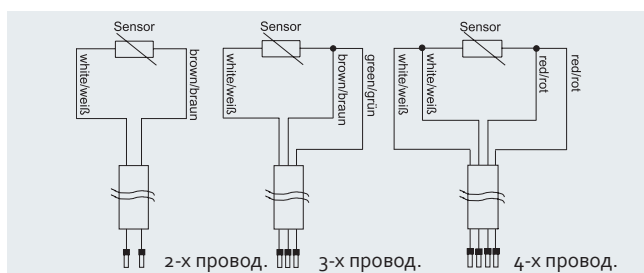 Sensor
white/weiß
brown/braun
2-х провод.
Sensor
white/weiß
brown/braun
green/grün
3-х провод.
Sensor
white/weiß
white/weiß
red/rot
red/rot
4-х провод.